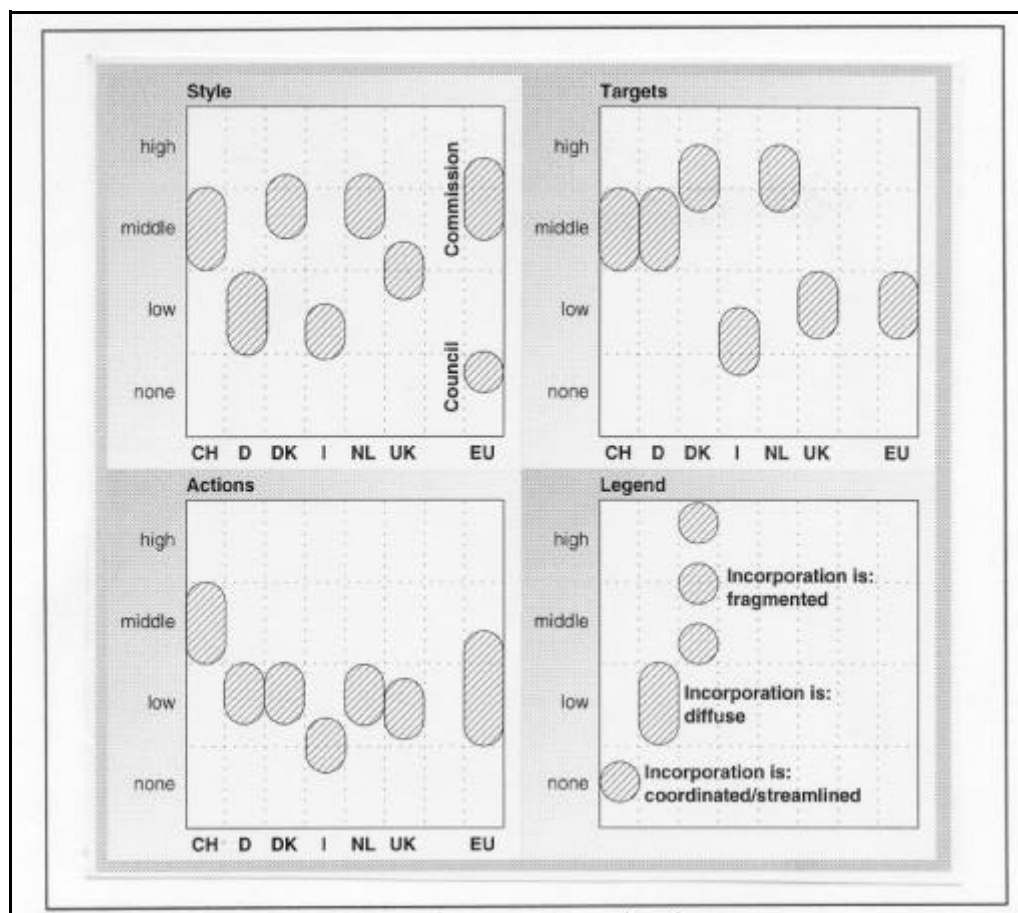 Style
high
middle
low
none
Commission
Council
CH D DK I NL UK EU
Targets
high
middle
low
none
CH D DK I NL UK EU
Actions
high
middle
low
none
CH D DK I NL UK EU
Legend
high
middle
low
none
Incorporation is:
fragmented
Incorporation is:
diffuse
Incorporation is:
coordinated/streamlined